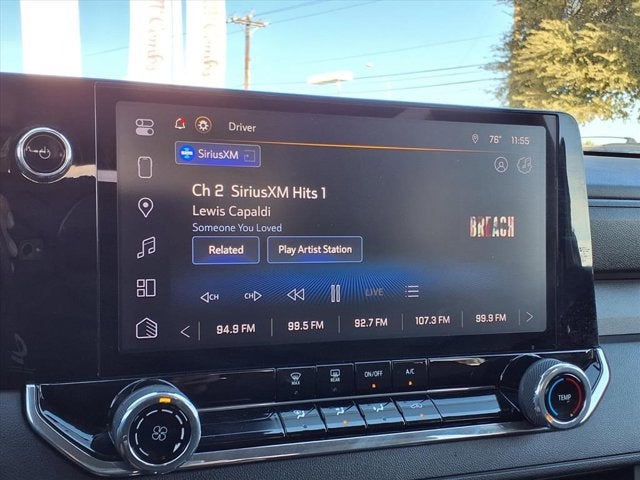 Driver 76° 11:55
SiriusXM
Ch 2 SiriusXM Hits 1
Lewis Capaldi
Someone You Loved
BREACH
Related Play Artist Station
CH CH LIVE
94.9 FM 99.5 FM 92.7 FM 107.3 FM 99.9 FM
MAX REAR ON/OFF A/C
TEMP